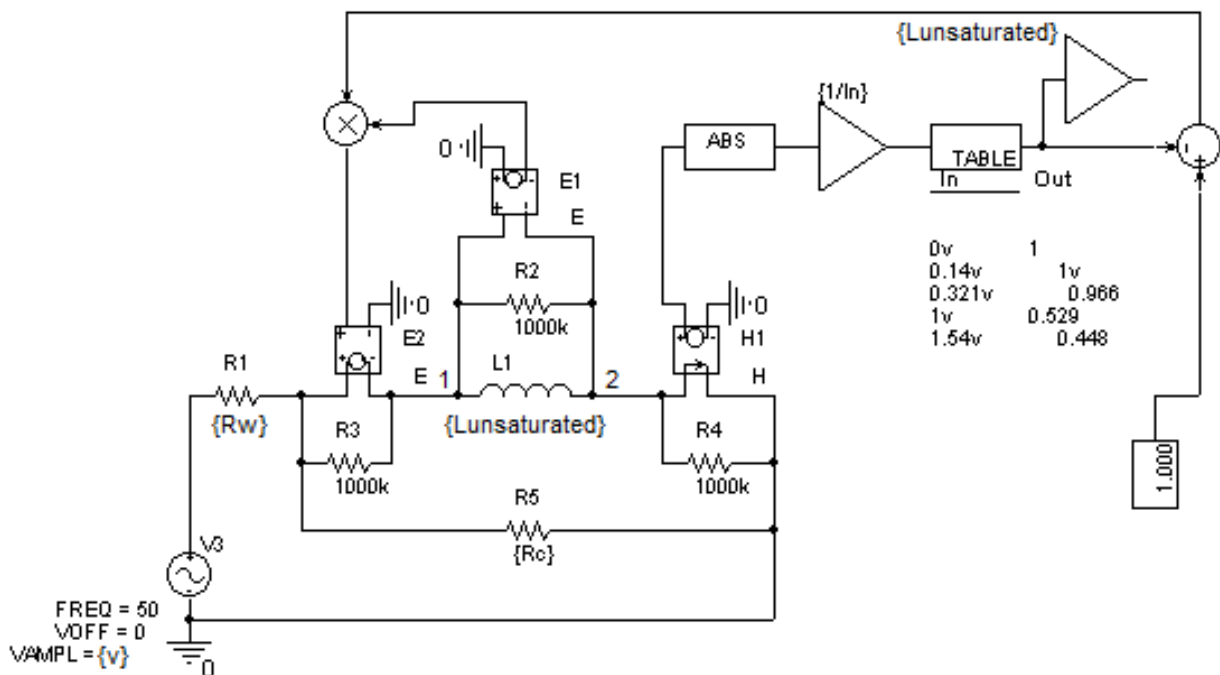 {Lunsaturated}
{1/In}
ABS
TABLE
In Out
0
E1
E
R2
1000k
0v 1
0.14v 1v
0.321v 0.966
1v 0.529
1.54v 0.448
0
E2
E
0
H1
H
R1
{Rw}
1
L1
2
{Lunsaturated}
R3
1000k
R4
1000k
R5
{Rc}
1.000
V3
FREQ = 50
VOFF = 0
VAMPL = {v}
0